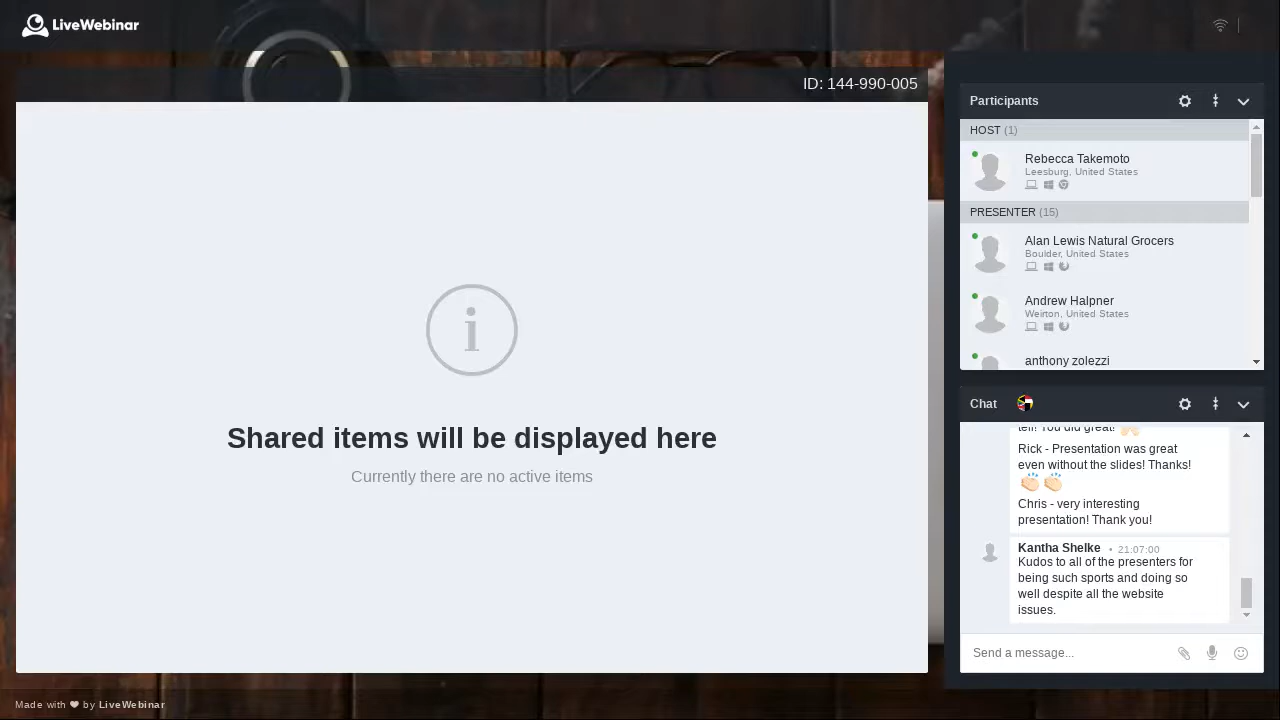 LiveWebinar
ID: 144-990-005
Shared items will be displayed here
Currently there are no active items
Participants
HOST (1)
Rebecca Takemoto
Leesburg, United States
PRESENTER (15)
Alan Lewis Natural Grocers
Boulder, United States
Andrew Halpner
Weirton, United States
anthony zolezzi
Chat
tell! You did great!
Rick - Presentation was great
even without the slides! Thanks!
Chris - very interesting
presentation! Thank you!
Kantha Shelke • 21:07:00
Kudos to all of the presenters for
being such sports and doing so
well despite all the website
issues.
Send a message...
Made with ❤ by LiveWebinar